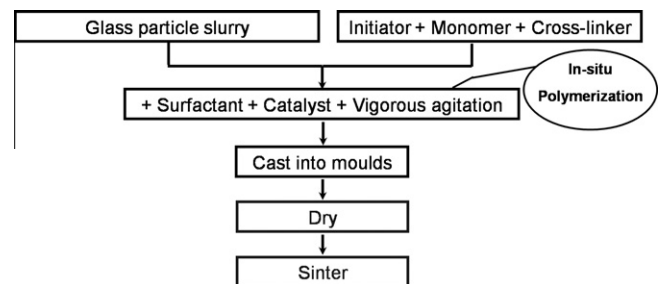 Glass particle slurry
Initiator + Monomer + Cross-linker
In-situ
Polymerization
+ Surfactant + Catalyst + Vigorous agitation
Cast into moulds
Dry
Sinter